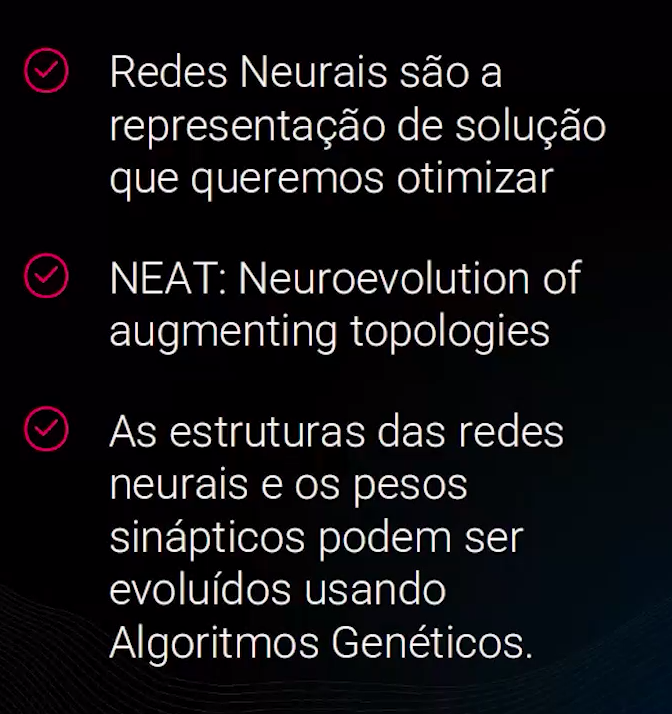 Redes Neurais são a
representação de solução
que queremos otimizar
NEAT: Neuroevolution of
augmenting topologies
As estruturas das redes
neurais e os pesos
sinápticos podem ser
evoluídos usando
Algoritmos Genéticos.